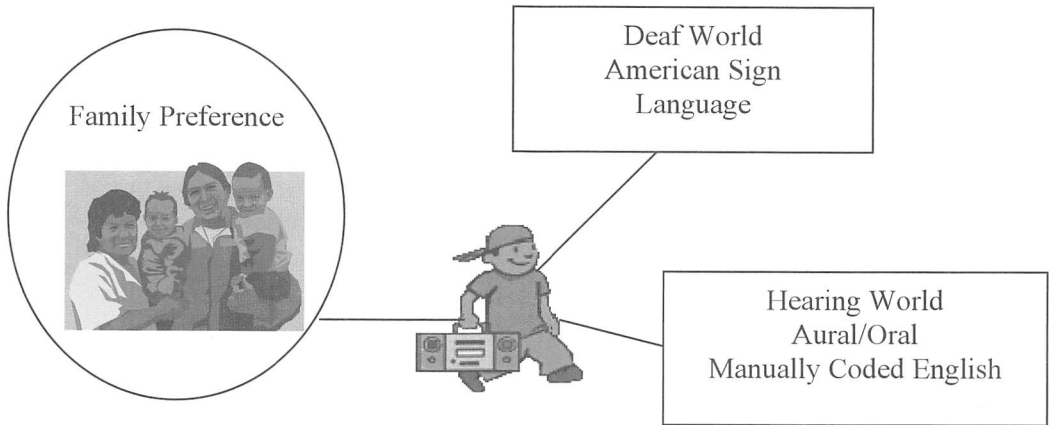 Family Preference
Deaf World
American Sign
Language
Hearing World
Aural/Oral
Manually Coded English